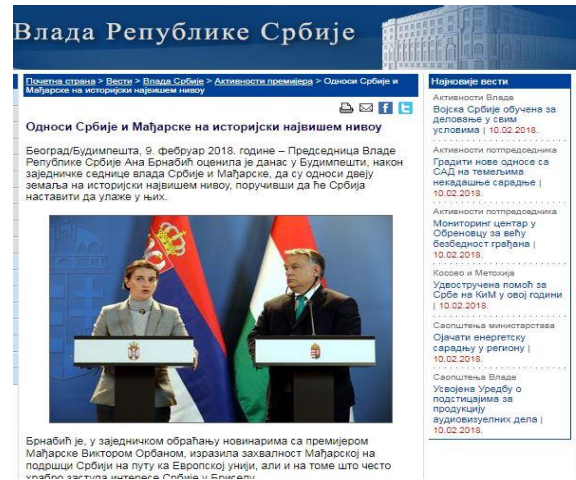 Влада Републике Србије
Почетна страна > Вести > Влада Србије > Активности премијера > Односи Србије и
Мађарске на историјски највишем нивоу
Односи Србије и Мађарске на историјски највишем нивоу
Београд/Будимпешта, 9. фебруар 2018. године – Председница Владе
Републике Србије Ана Брнабић оценила је данас у Будимпешти, након
заједничке седнице влада Србије и Мађарске, да су односи двеју
земаља на историјски највишем нивоу, поручивши да ће Србија
наставити да улаже у њих.
Брнабић је, у заједничком обраћању новинарима са премијером
Мађарске Виктором Орбаном, изразила захвалност Мађарској на
подршци Србији на путу ка Европској унији, али и на томе што често
храбро заступа интересе Србије у Бриселу.
Најновије вести
Активности Владе
Војска Србије обучена за
деловање у свим
условима | 10.02.2018.
Активности потпредседника
Градити нове односе са
САД на темељима
некадашње сарадње |
10.02.2018.
Активности потпредседника
Мониторинг центар у
Обреновцу за већу
безбедност грађана |
10.02.2018.
Косово и Метохија
Удвостручена помоћ за
Србе на КиМ у овој години
| 10.02.2018.
Саопштења министарстава
Ојачати енергетску
сарадњу у региону |
10.02.2018.
Саопштења Владе
Усвојена Уредбу о
подстицајима за
продукцију
аудиовизуелних дела |
10.02.2018.